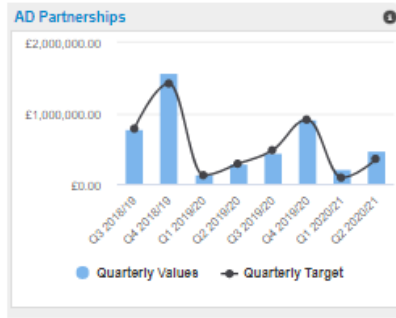 AD Partnerships
£2,000,000.00
£1,000,000.00
£0.00
Q3 2018/19
Q4 2018/19
Q1 2019/20
Q2 2019/20
Q3 2019/20
Q4 2019/20
Q1 2020/21
Q2 2020/21
Quarterly Values
Quarterly Target